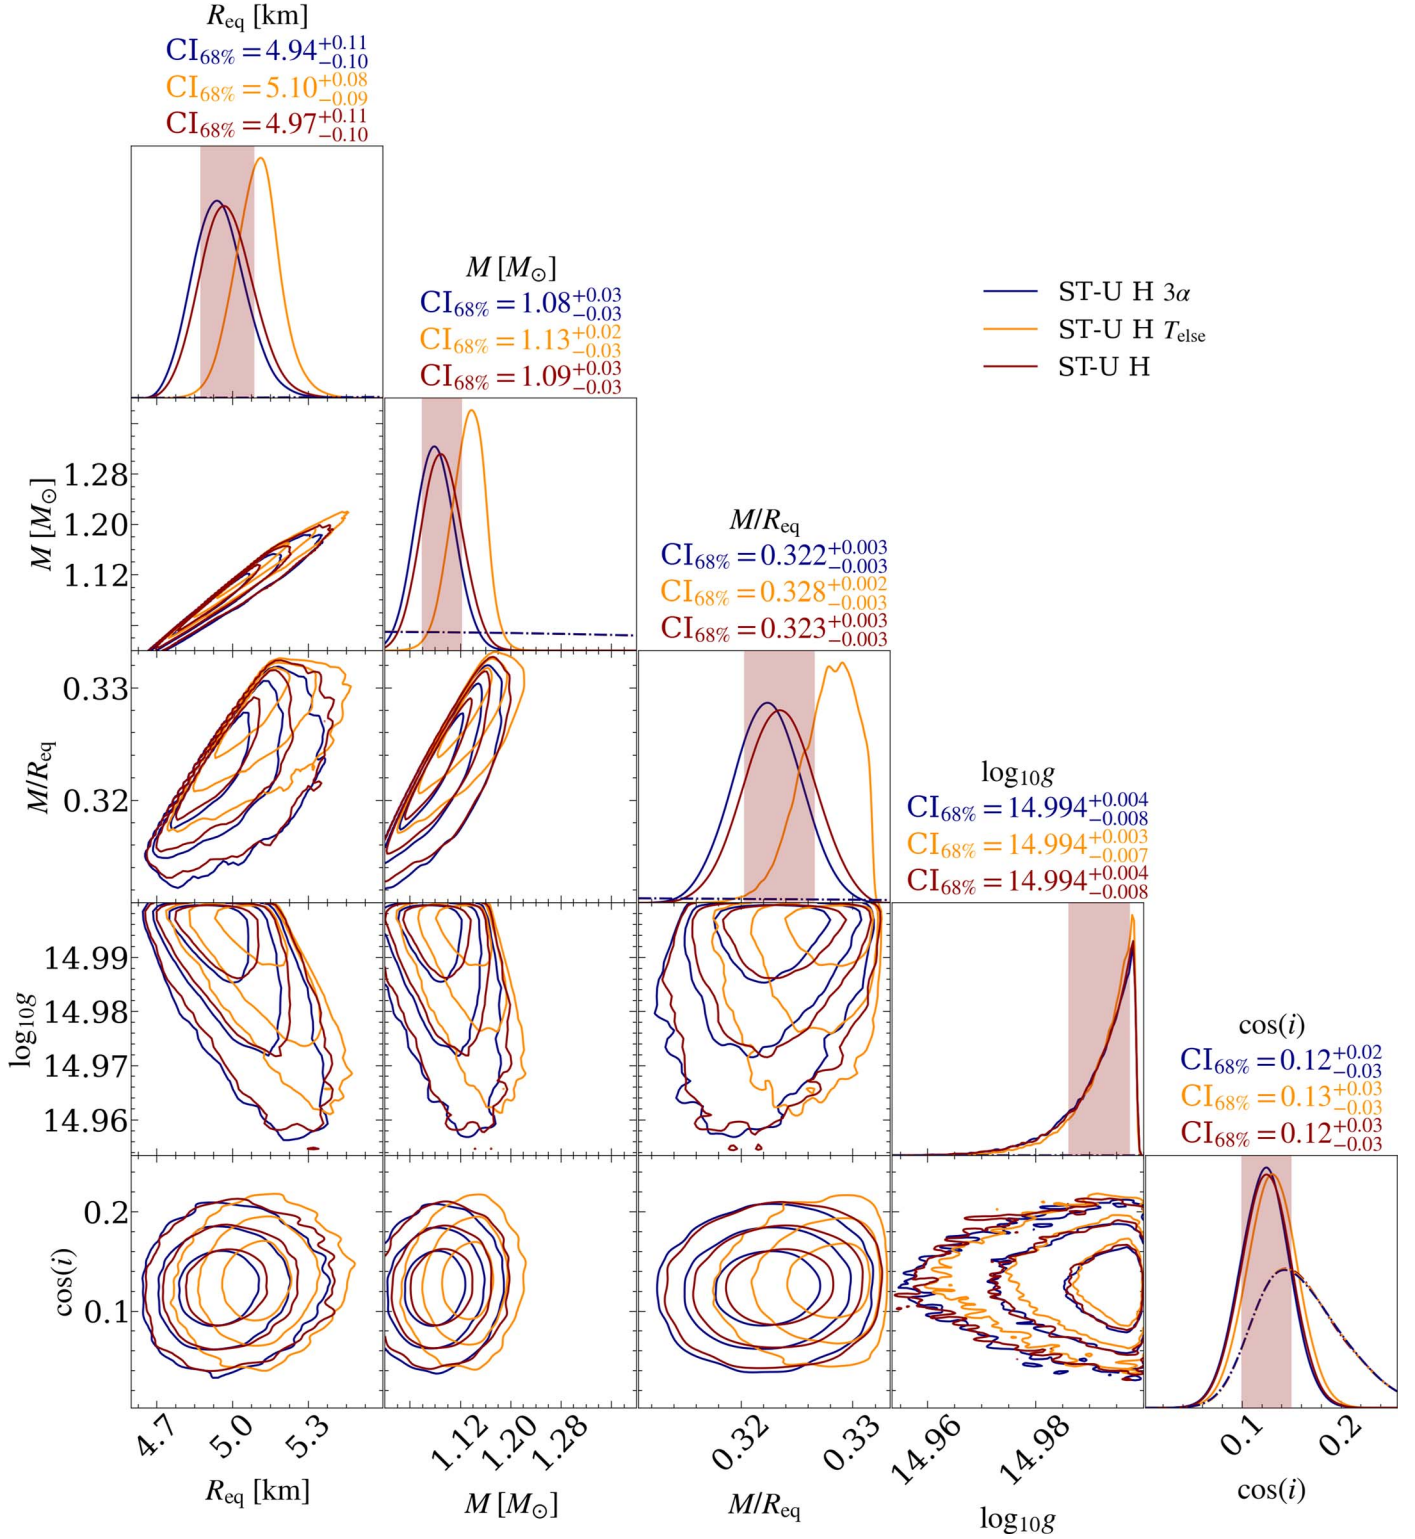 R_eq [km]
CI_68% = 4.94^{+0.11}_{-0.10}
CI_68% = 5.10^{+0.08}_{-0.09}
CI_68% = 4.97^{+0.11}_{-0.10}
M [M_⊙]
CI_68% = 1.08^{+0.03}_{-0.03}
CI_68% = 1.13^{+0.02}_{-0.03}
CI_68% = 1.09^{+0.03}_{-0.03}
ST-U H 3α
ST-U H T_else
ST-U H
M [M_⊙]
1.28
1.20
1.12
M/R_eq
CI_68% = 0.322^{+0.003}_{-0.003}
CI_68% = 0.328^{+0.002}_{-0.003}
CI_68% = 0.323^{+0.003}_{-0.003}
M/R_eq
0.33
0.32
log_10 g
CI_68% = 14.994^{+0.004}_{-0.008}
CI_68% = 14.994^{+0.003}_{-0.007}
CI_68% = 14.994^{+0.004}_{-0.008}
log_10 g
14.99
14.98
14.97
14.96
cos(i)
CI_68% = 0.12^{+0.02}_{-0.03}
CI_68% = 0.13^{+0.03}_{-0.03}
CI_68% = 0.12^{+0.03}_{-0.03}
cos(i)
0.2
0.1
4.7 5.0 5.3
1.12 1.20 1.28
0.32 0.33
14.96 14.98
0.1 0.2
R_eq [km]
M [M_⊙]
M/R_eq
log_10 g
cos(i)